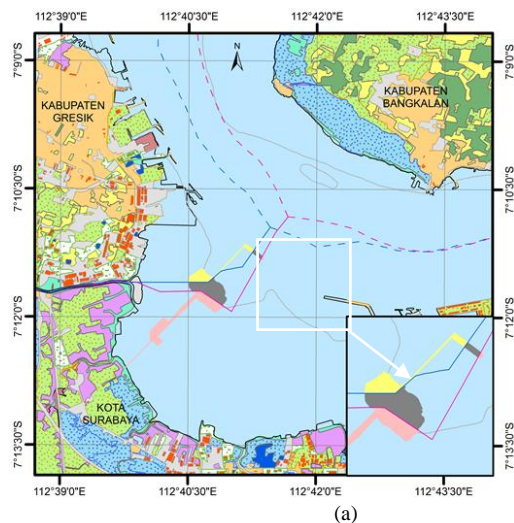 112°39'0"E 112°40'30"E 112°42'0"E 112°43'30"E
7°9'0"S 7°9'0"S
N
KABUPATEN
GRESIK
KABUPATEN
BANGKALAN
7°10'30"S 7°10'30"S
7°12'0"S 7°12'0"S
KOTA
SURABAYA
7°13'30"S 7°13'30"S
112°39'0"E 112°40'30"E 112°42'0"E 112°43'30"E
(a)